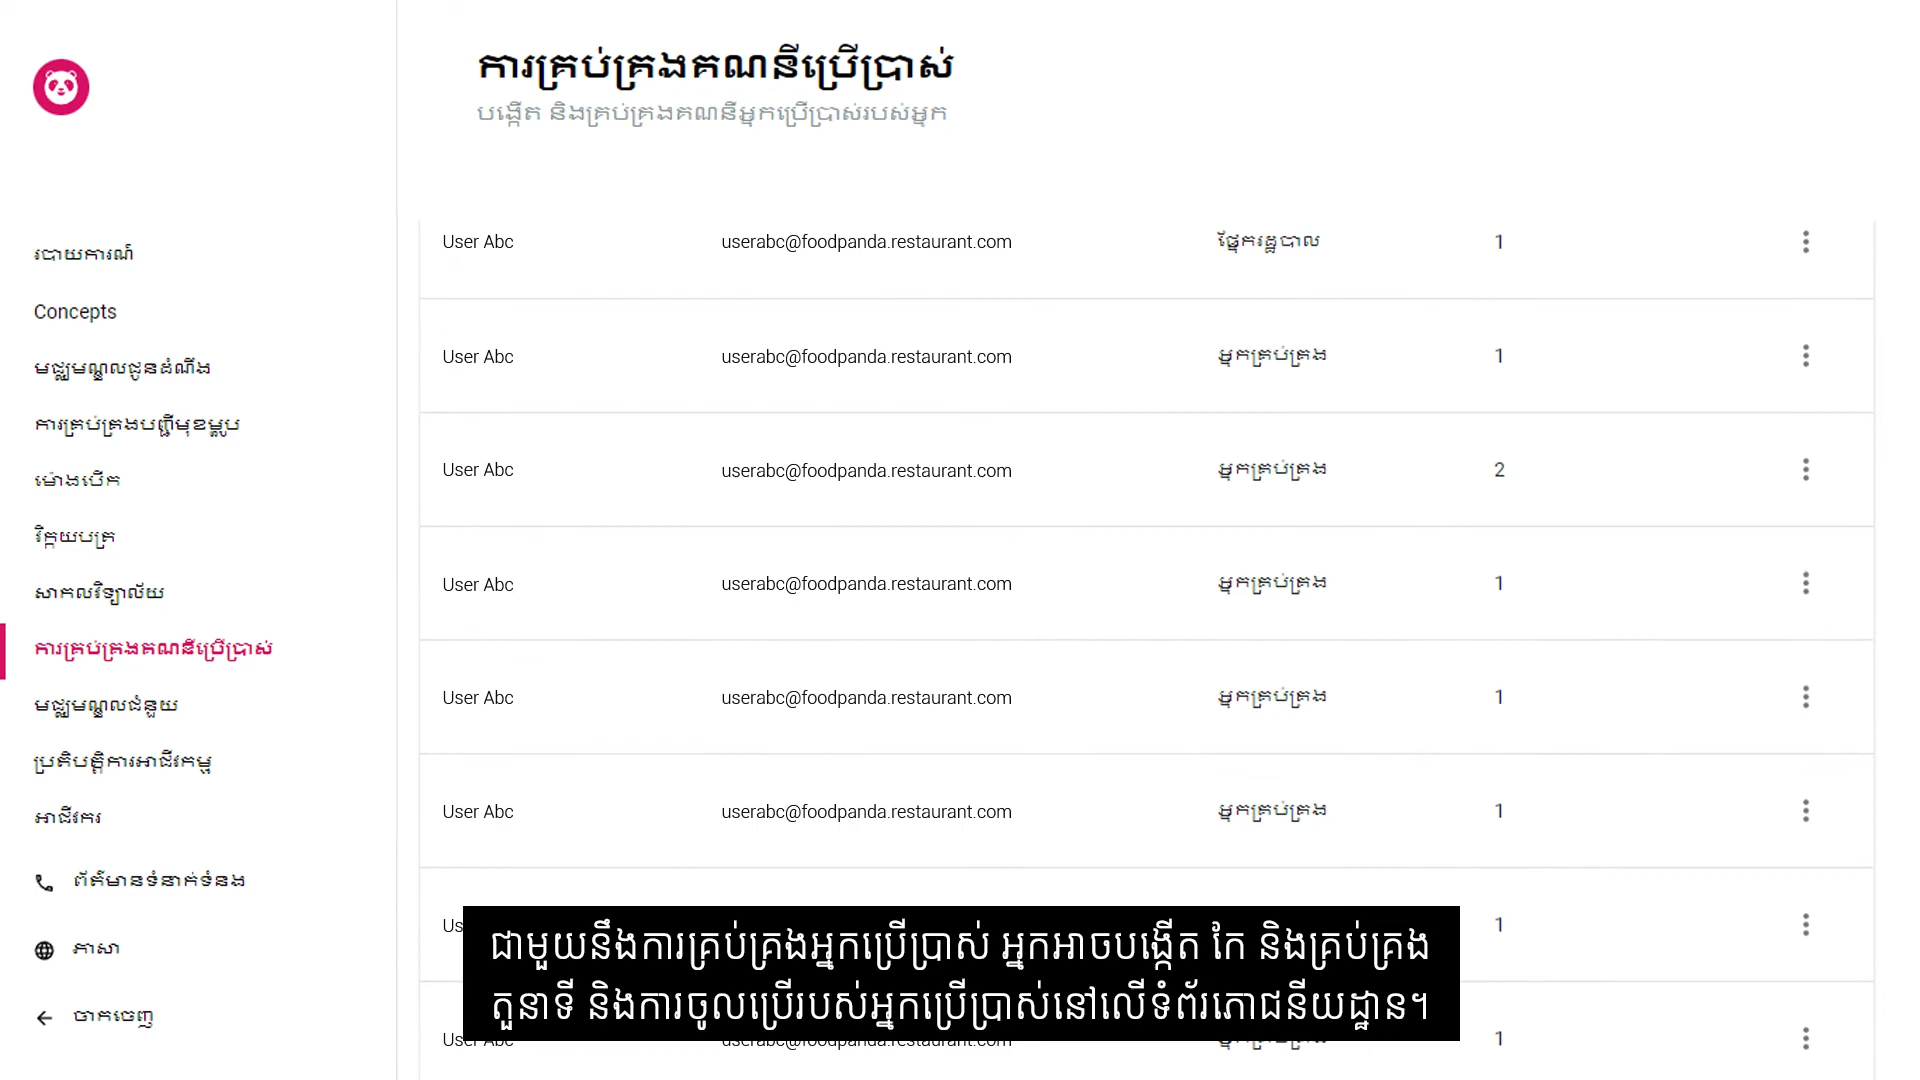 ការគ្រប់គ្រងគណនីប្រើប្រាស់
បង្កើត និងគ្រប់គ្រងគណនីអ្នកប្រើប្រាស់របស់អ្នក
របាយការណ៍
Concepts
មជ្ឈមណ្ឌលជូនដំណឹង
ការគ្រប់គ្រងបញ្ជីមុខម្ហូប
ម៉ោងបើក
វិក្កយបត្រ
សាកលវិទ្យាល័យ
ការគ្រប់គ្រងគណនីប្រើប្រាស់
មជ្ឈមណ្ឌលជំនួយ
ប្រតិបត្តិការអាជីវកម្ម
អាជីវករ
ព័ត៌មានទំនាក់ទំនង
ភាសា
ចាកចេញ
User Abc userabc@foodpanda.restaurant.com ផ្នែករដ្ឋបាល 1
User Abc userabc@foodpanda.restaurant.com អ្នកគ្រប់គ្រង 1
User Abc userabc@foodpanda.restaurant.com អ្នកគ្រប់គ្រង 2
User Abc userabc@foodpanda.restaurant.com អ្នកគ្រប់គ្រង 1
User Abc userabc@foodpanda.restaurant.com អ្នកគ្រប់គ្រង 1
User Abc userabc@foodpanda.restaurant.com អ្នកគ្រប់គ្រង 1
1
1
ជាមួយនឹងការគ្រប់គ្រងអ្នកប្រើប្រាស់ អ្នកអាចបង្កើត កែ និងគ្រប់គ្រង
តួនាទី និងការចូលប្រើរបស់អ្នកប្រើប្រាស់នៅលើទំព័រភោជនីយដ្ឋាន។